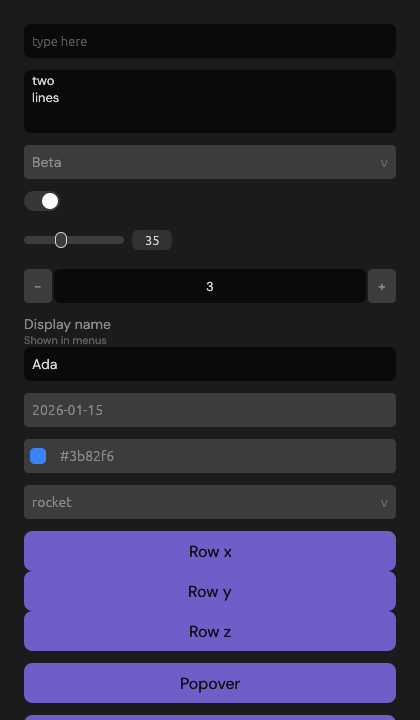 type here
two
lines
Beta
v
35
-
3
+
Display name
Shown in menus
Ada
2026-01-15
#3b82f6
rocket
v
Row x
Row y
Row z
Popover